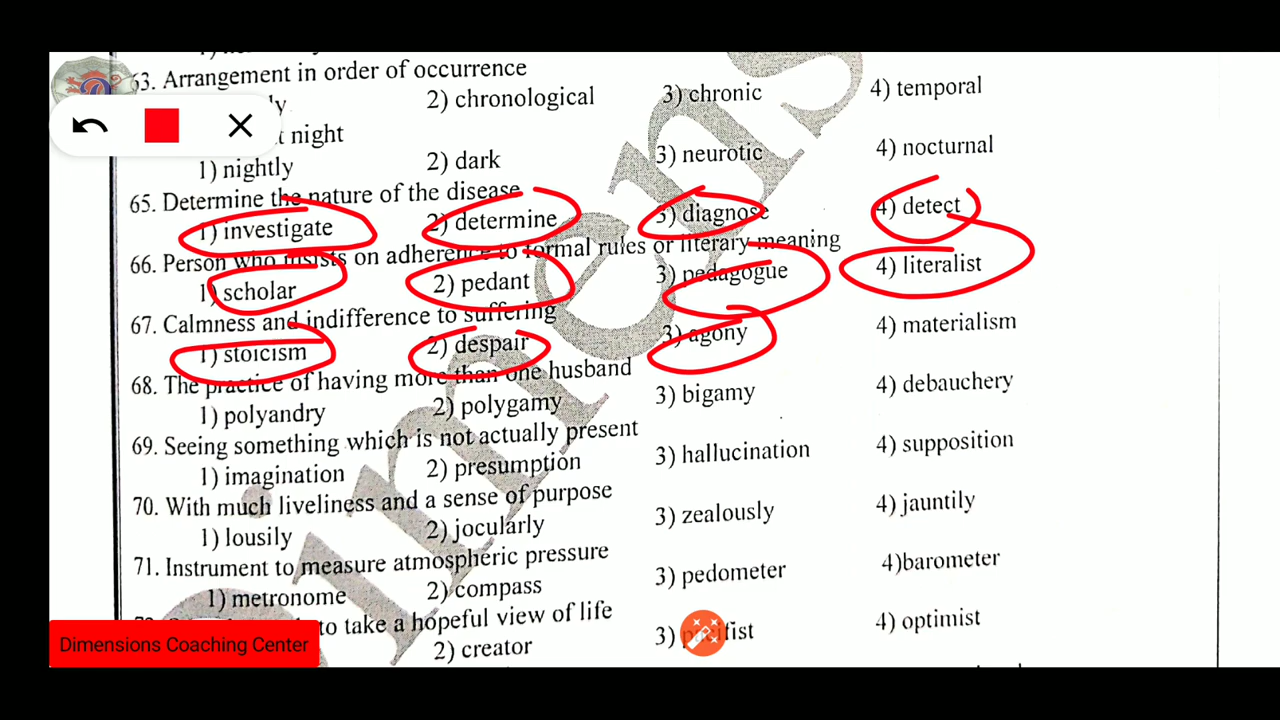 63. Arrangement in order of occurrence
2) chronological 3) chronic 4) temporal
night
1) nightly 2) dark 3) neurotic 4) nocturnal
65. Determine the nature of the disease
1) investigate 2) determine 3) diagnose 4) detect
66. Person who insists on adherence to formal rules or literary meaning
1) scholar 2) pedant 3) pedagogue 4) literalist
67. Calmness and indifference to suffering
1) stoicism 2) despair 3) agony 4) materialism
68. The practice of having more than one husband
1) polyandry 2) polygamy 3) bigamy 4) debauchery
69. Seeing something which is not actually present
1) imagination 2) presumption 3) hallucination 4) supposition
70. With much liveliness and a sense of purpose
1) lousily 2) jocularly 3) zealously 4) jauntily
71. Instrument to measure atmospheric pressure
1) metronome 2) compass 3) pedometer 4)barometer
to take a hopeful view of life
2) creator 3) 4) optimist
Dimensions Coaching Center